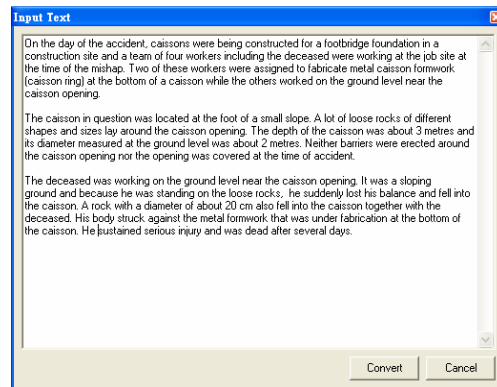 Input Text
On the day of the accident, caissons were being constructed for a footbridge foundation in a
construction site and a team of four workers including the deceased were working at the job site at
the time of the mishap. Two of these workers were assigned to fabricate metal caisson formwork
(caisson ring) at the bottom of a caisson while the others worked on the ground level near the
caisson opening.
The caisson in question was located at the foot of a small slope. A lot of loose rocks of different
shapes and sizes lay around the caisson opening. The depth of the caisson was about 3 metres and
its diameter measured at the ground level was about 2 metres. Neither barriers were erected around
the caisson opening nor the opening was covered at the time of accident.
The deceased was working on the ground level near the caisson opening. It was a sloping
ground and because he was standing on the loose rocks, he suddenly lost his balance and fell into
the caisson. A rock with a diameter of about 20 cm also fell into the caisson together with the
deceased. His body struck against the metal formwork that was under fabrication at the bottom of
the caisson. He sustained serious injury and was dead after several days.
Convert
Cancel